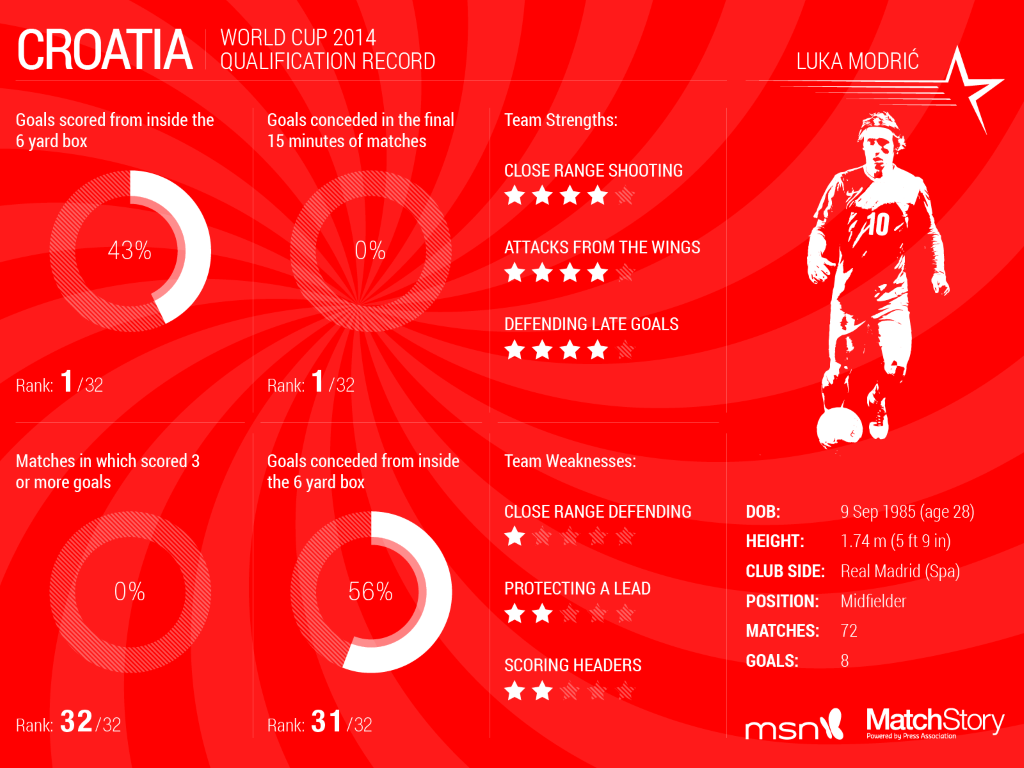 CROATIA
WORLD CUP 2014
QUALIFICATION RECORD
LUKA MODRIĆ
Goals scored from inside the
6 yard box
43%
Rank: 1/32
Goals conceded in the final
15 minutes of matches
0%
Rank: 1/32
Team Strengths:
CLOSE RANGE SHOOTING
ATTACKS FROM THE WINGS
DEFENDING LATE GOALS
10
Matches in which scored 3
or more goals
0%
Rank: 32/32
Goals conceded from inside
the 6 yard box
56%
Rank: 31/32
Team Weaknesses:
CLOSE RANGE DEFENDING
PROTECTING A LEAD
SCORING HEADERS
DOB: 9 Sep 1985 (age 28)
HEIGHT: 1.74 m (5 ft 9 in)
CLUB SIDE: Real Madrid (Spa)
POSITION: Midfielder
MATCHES: 72
GOALS: 8
msn
MatchStory
Powered by Press Association